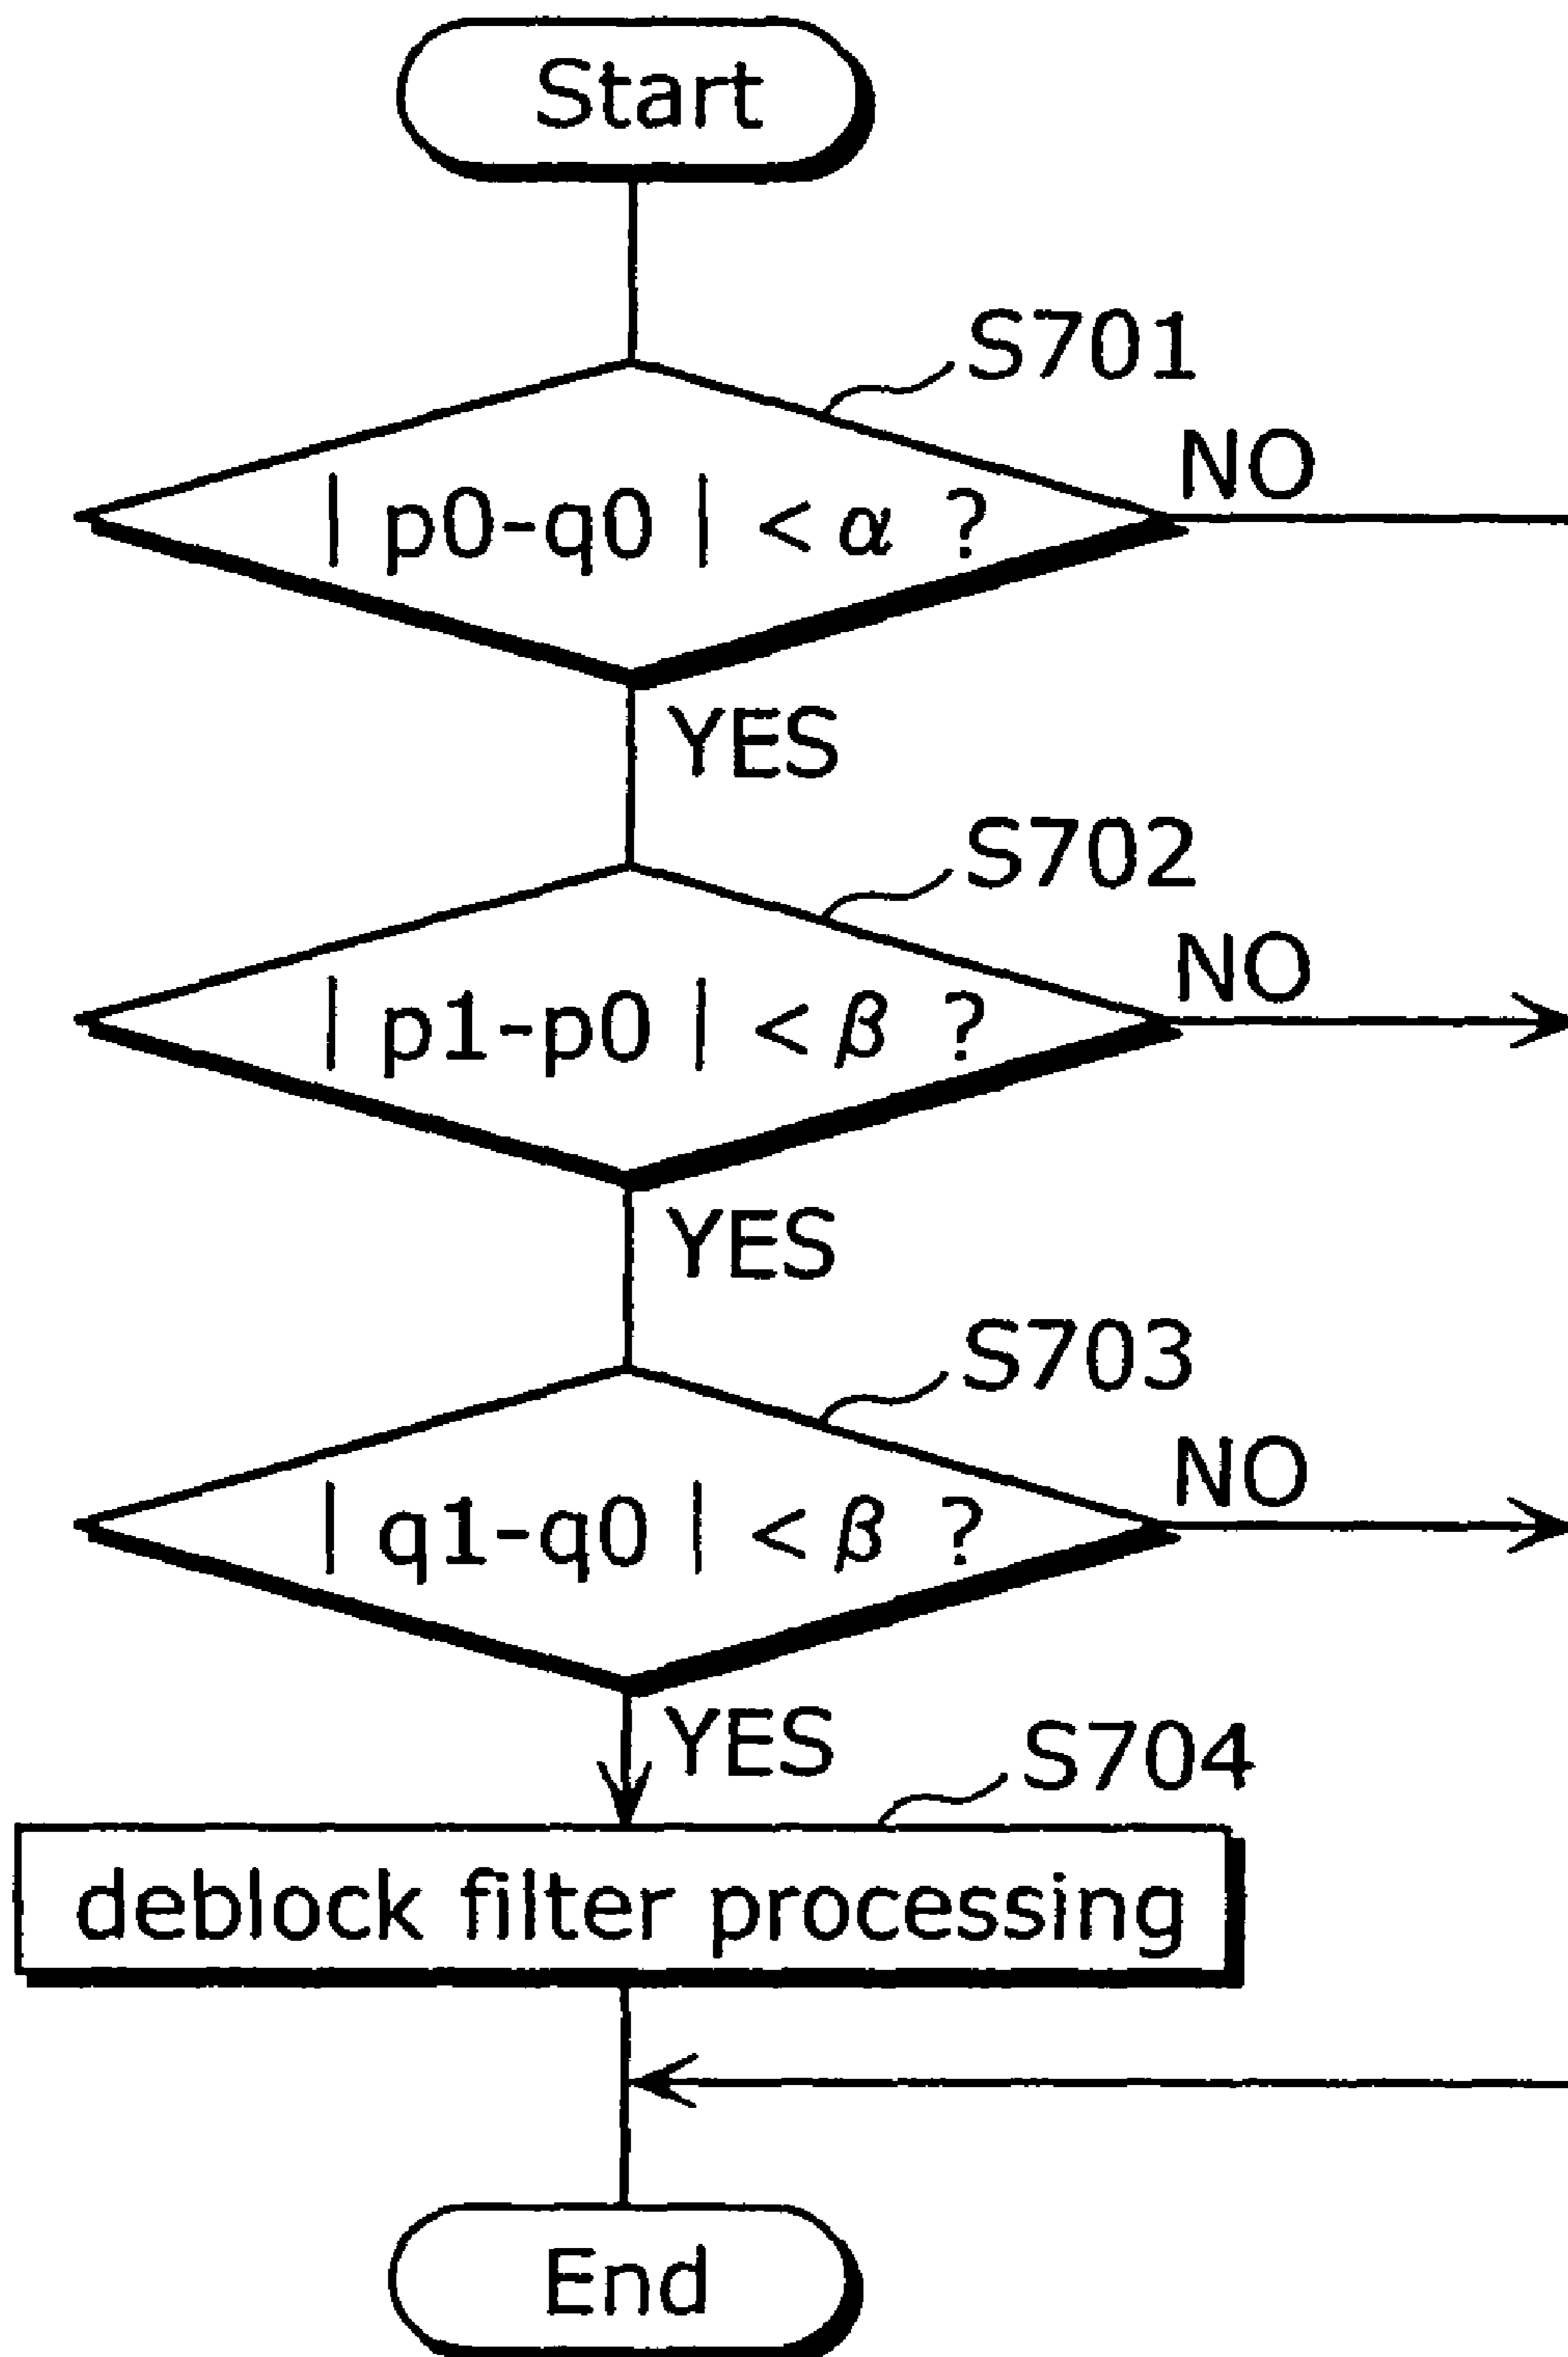 Start
S701
| p0-q0 | < α ?
NO
YES
S702
| p1-p0 | < β ?
NO
YES
S703
| q1-q0 | < β ?
NO
YES
S704
deblock filter processing
End